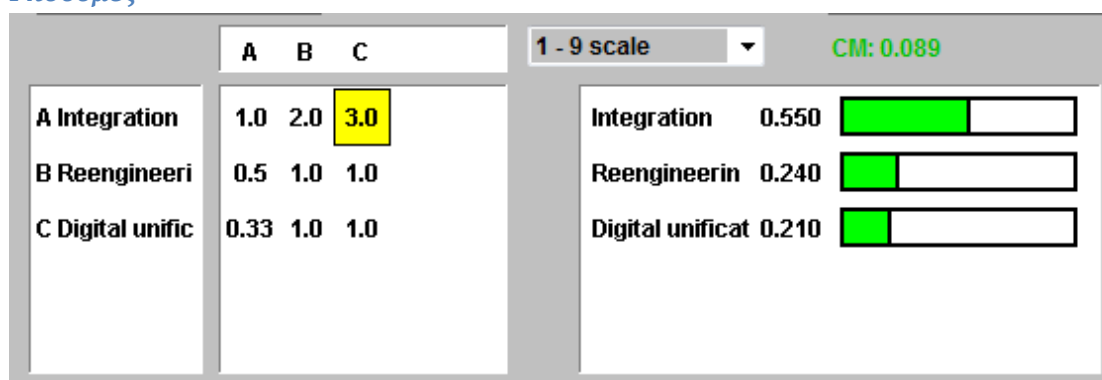 A B C
1 - 9 scale
CM: 0.089
A Integration 1.0 2.0 3.0
B Reengineeri 0.5 1.0 1.0
C Digital unific 0.33 1.0 1.0
Integration 0.550
Reengineerin 0.240
Digital unificat 0.210